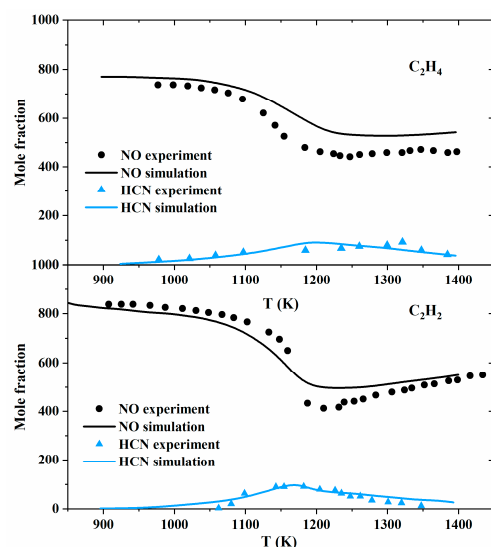 1000
800
600
400
200
1000
Mole fraction
C2H4
NO experiment
NO simulation
HCN experiment
HCN simulation
900 1000 1100 1200 1300 1400
T (K)
800
600
400
200
0
Mole fraction
C2H2
NO experiment
NO simulation
HCN experiment
HCN simulation
900 1000 1100 1200 1300 1400
T (K)